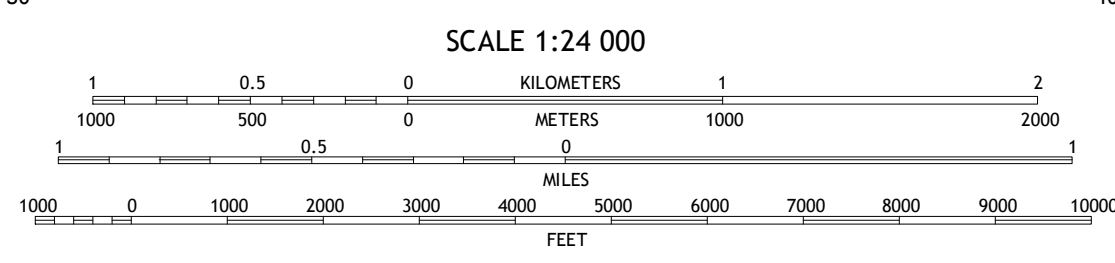 SCALE 1:24 000
1 0.5 0 KILOMETERS 1 2
1000 500 0 METERS 1000 2000
1 0.5 0 1
MILES
1000 0 1000 2000 3000 4000 5000 6000 7000 8000 9000 10000
FEET